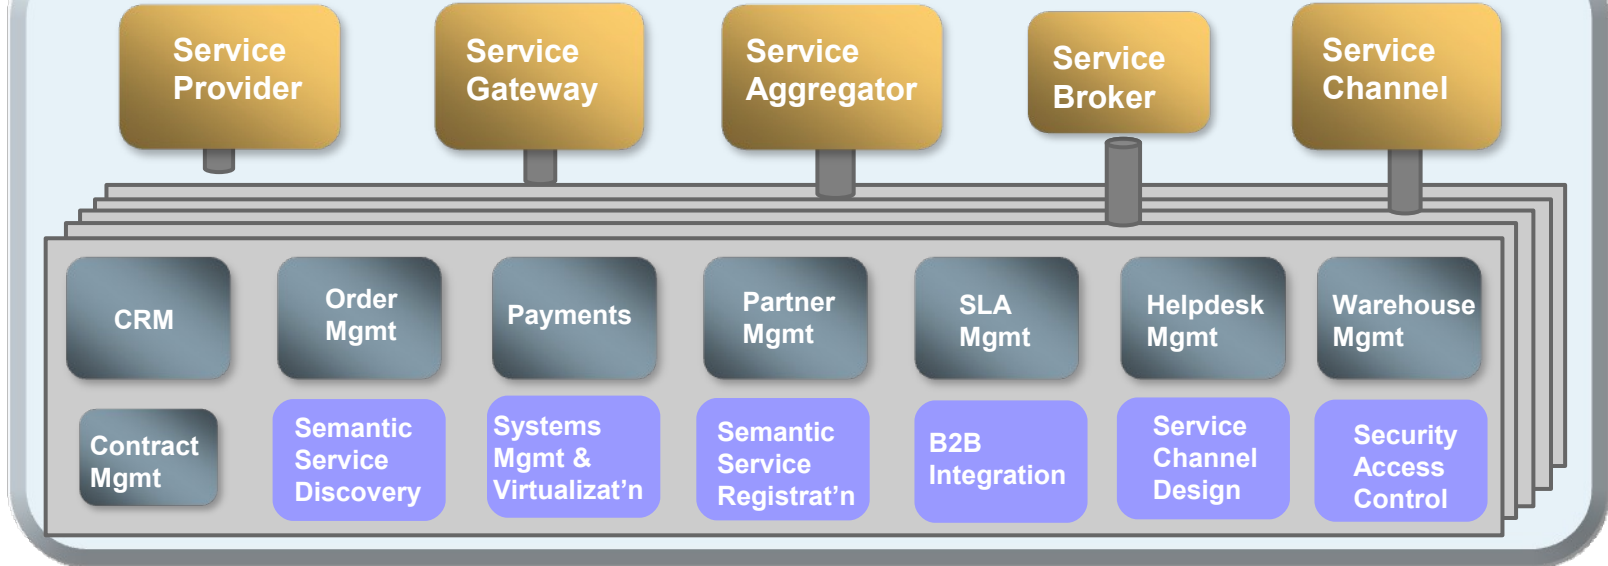 Service
Provider
Service
Gateway
Service
Aggregator
Service
Broker
Service
Channel
CRM
Order
Mgmt
Payments
Partner
Mgmt
SLA
Mgmt
Helpdesk
Mgmt
Warehouse
Mgmt
Contract
Mgmt
Semantic
Service
Discovery
Systems
Mgmt &
Virtualizat’n
Semantic
Service
Registrat’n
B2B
Integration
Service
Channel
Design
Security
Access
Control